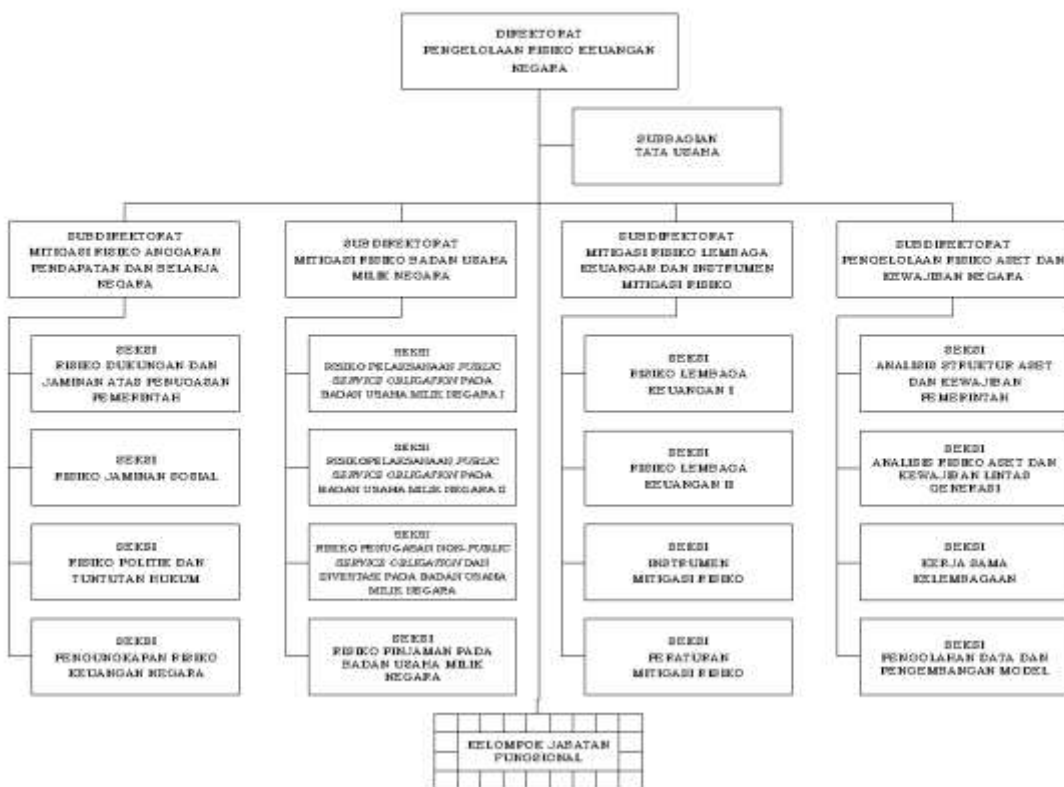 DIREKTORAT
PENGELOLAAN RISIKO KEUANGAN
NEGARA
SUBBAGIAN
TATA USAHA
SUBDIREKTORAT
MITIGASI RISIKO ANGGARAN
PENDAPATAN DAN BELANJA
NEGARA
SUBDIREKTORAT
MITIGASI RISIKO BADAN USAHA
MILIK NEGARA
SUBDIREKTORAT
MITIGASI RISIKO LEMBAGA
KEUANGAN DAN INSTRUMEN
MITIGASI RISIKO
SUBDIREKTORAT
PENGELOLAAN RISIKO ASET DAN
KEWAJIBAN NEGARA
SEKSI
RISIKO DUKUNGAN DAN
JAMINAN ATAS PENUGASAN
PEMERINTAH
SEKSI
RISIKO PELAKSANAAN PUBLIC
SERVICE OBLIGATION PADA
BADAN USAHA MILIK NEGARA I
SEKSI
RISIKO LEMBAGA
KEUANGAN I
SEKSI
ANALISIS STRUKTUR ASET
DAN KEWAJIBAN
PEMERINTAH
SEKSI
RISIKO JAMINAN SOSIAL
SEKSI
RISIKOPELAKSANAAN PUBLIC
SERVICE OBLIGATION PADA
BADAN USAHA MILIK NEGARA II
SEKSI
RISIKO LEMBAGA
KEUANGAN II
SEKSI
ANALISIS RISIKO ASET DAN
KEWAJIBAN LINTAS
GENERASI
SEKSI
RISIKO POLITIK DAN
TUNTUTAN HUKUM
SEKSI
RISIKO PENUGASAN NON-PUBLIC
SERVICE OBLIGATION DAN
DIVESTASI PADA BADAN USAHA
MILIK NEGARA
SEKSI
INSTRUMEN
MITIGASI RISIKO
SEKSI
KERJA SAMA
KELEMBAGAAN
SEKSI
PENGUNGKAPAN RISIKO
KEUANGAN NEGARA
SEKSI
RISIKO PINJAMAN PADA
BADAN USAHA MILIK
NEGARA
SEKSI
PERATURAN
MITIGASI RISIKO
SEKSI
PENGOLAHAN DATA DAN
PENGEMBANGAN MODEL
KELOMPOK JABATAN
FUNGSIONAL